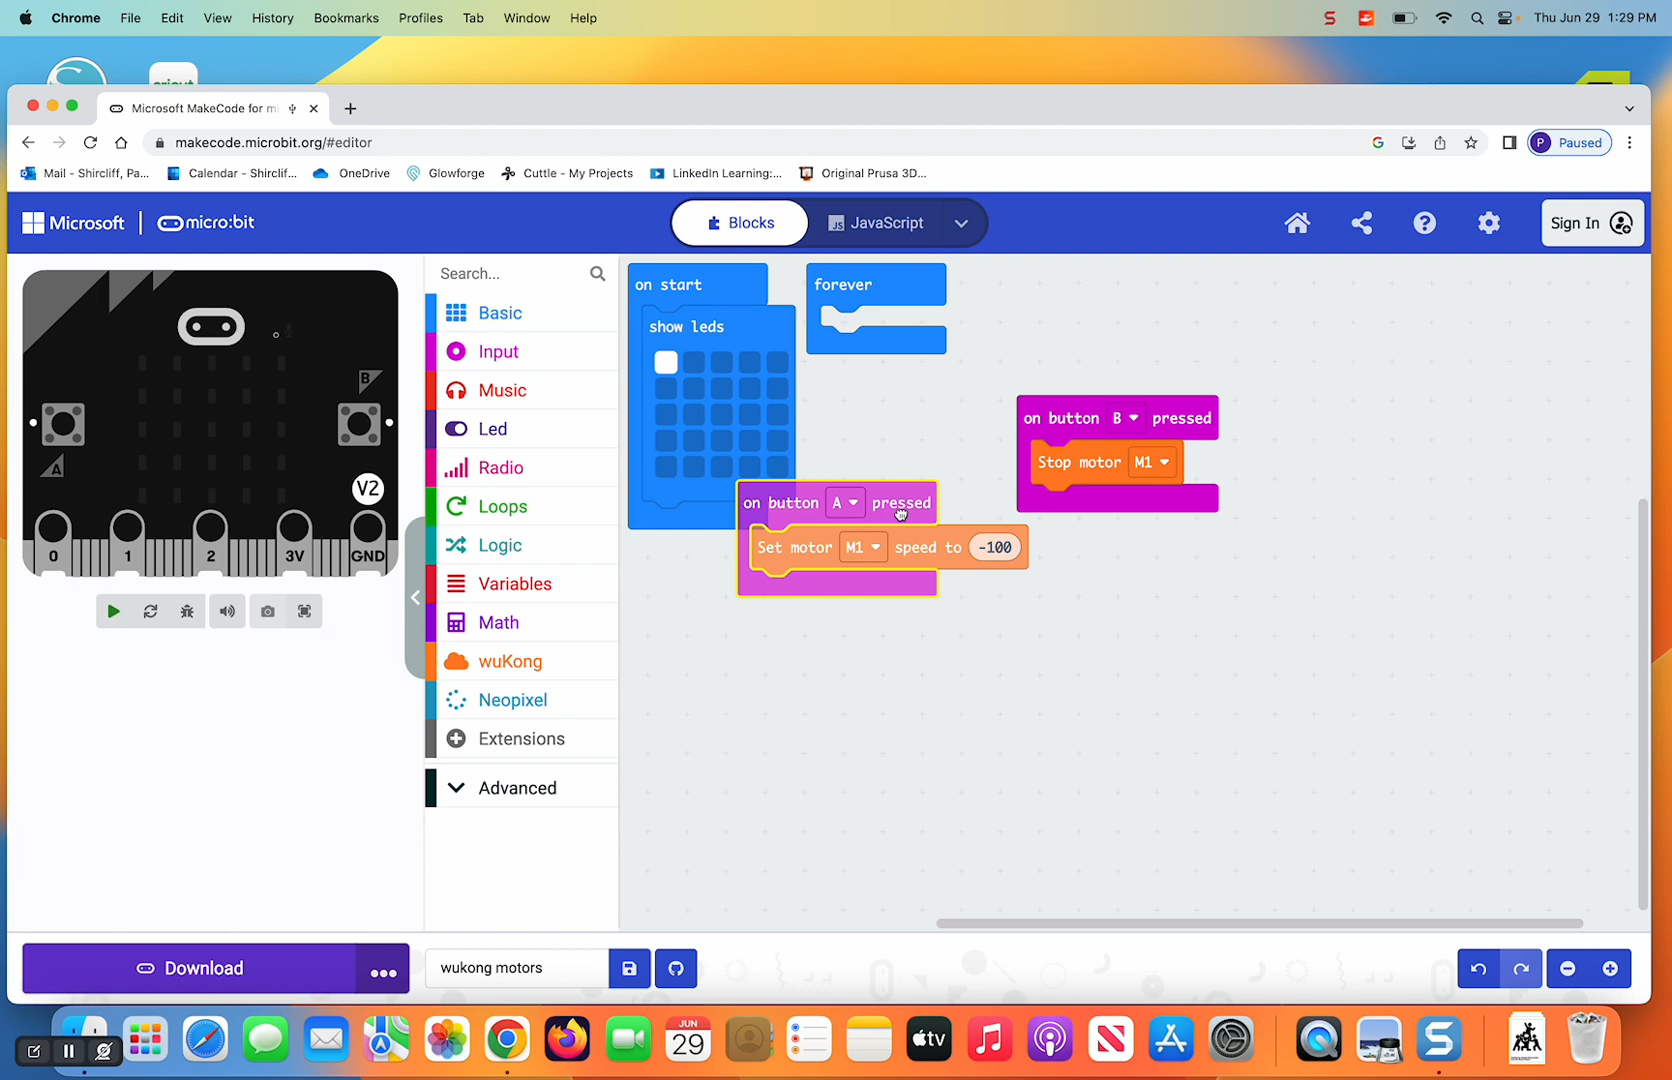 Chrome File Edit View History Bookmarks Profiles Tab Window Help Thu Jun 29 1:29 PM
cricut
Microsoft MakeCode for mi
makecode.microbit.org/#editor
P Paused
Mail - Shircliff, Pa... Calendar - Shirclif... OneDrive Glowforge Cuttle - My Projects LinkedIn Learning:... Original Prusa 3D...
Microsoft micro:bit Blocks JS JavaScript Sign In
Search...
Basic
Input
Music
Led
Radio
Loops
Logic
Variables
Math
wuKong
Neopixel
Extensions
Advanced
B
A
V2
0 1 2 3V GND
on start
show leds
forever
on button B pressed
Stop motor M1
on button A pressed
Set motor M1 speed to -100
Download
wukong motors
JUN
29
tv